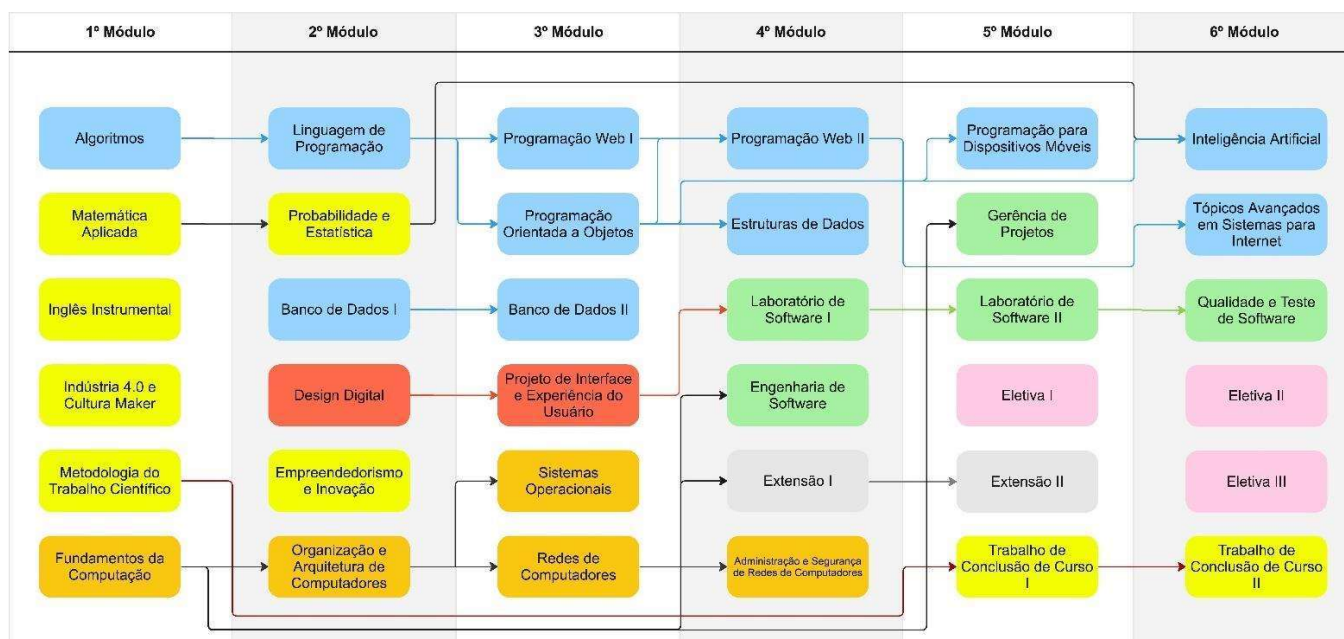 1º Módulo
2º Módulo
3º Módulo
4º Módulo
5º Módulo
6º Módulo
Algoritmos
Linguagem de
Programação
Programação Web I
Programação Web II
Programação para
Dispositivos Móveis
Inteligência Artificial
Matemática
Aplicada
Probabilidade e
Estatística
Programação
Orientada a Objetos
Estruturas de Dados
Gerência de
Projetos
Tópicos Avançados
em Sistemas para
Internet
Inglês Instrumental
Banco de Dados I
Banco de Dados II
Laboratório de
Software I
Laboratório de
Software II
Qualidade e Teste
de Software
Indústria 4.0 e
Cultura Maker
Design Digital
Projeto de Interface
e Experiência do
Usuário
Engenharia de
Software
Eletiva I
Eletiva II
Metodologia do
Trabalho Científico
Empreendedorismo
e Inovação
Sistemas
Operacionais
Extensão I
Extensão II
Eletiva III
Fundamentos da
Computação
Organização e
Arquitetura de
Computadores
Redes de
Computadores
Administração e Segurança
de Redes de Computadores
Trabalho de
Conclusão de Curso
I
Trabalho de
Conclusão de Curso
II